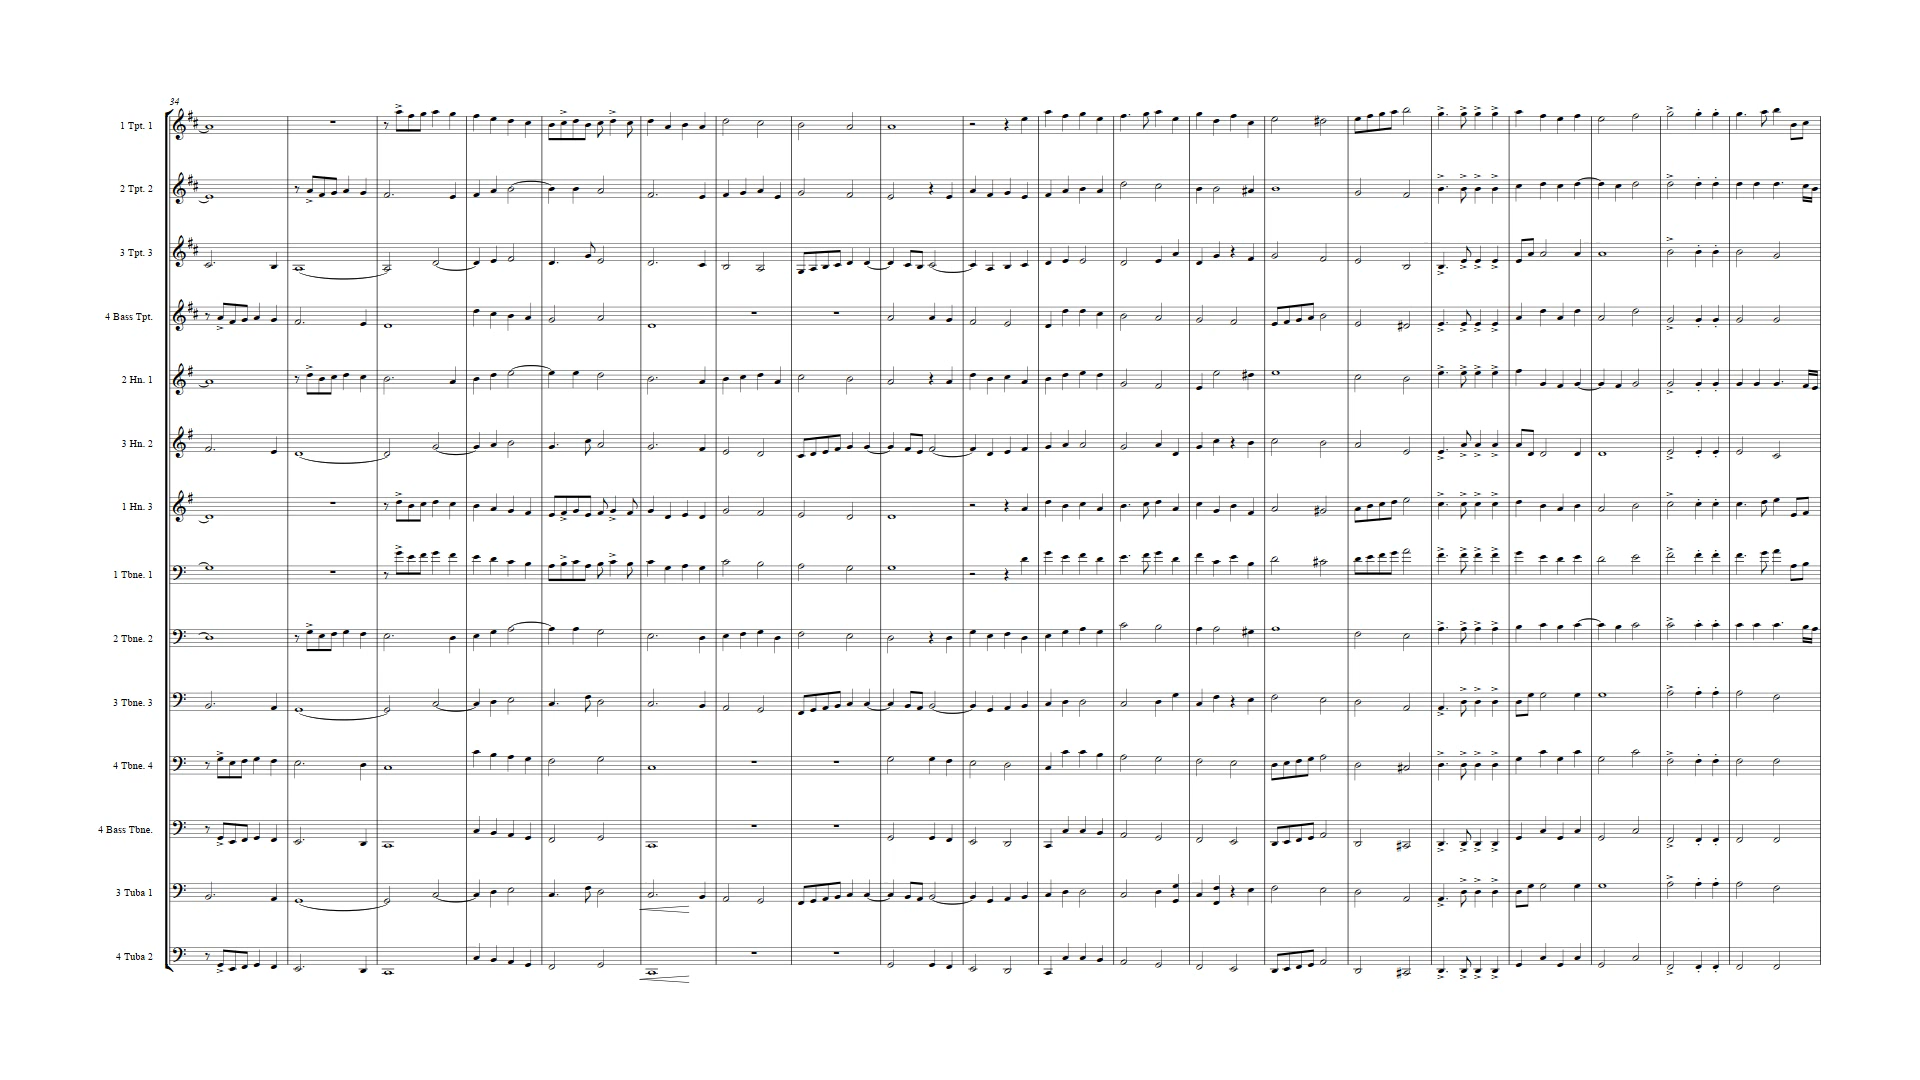 34
1 Tpt. 1
2 Tpt. 2
3 Tpt. 3
4 Bass Tpt.
2 Hn. 1
3 Hn. 2
1 Hn. 3
1 Tbne. 1
2 Tbne. 2
3 Tbne. 3
4 Tbne. 4
4 Bass Tbne.
3 Tuba 1
4 Tuba 2